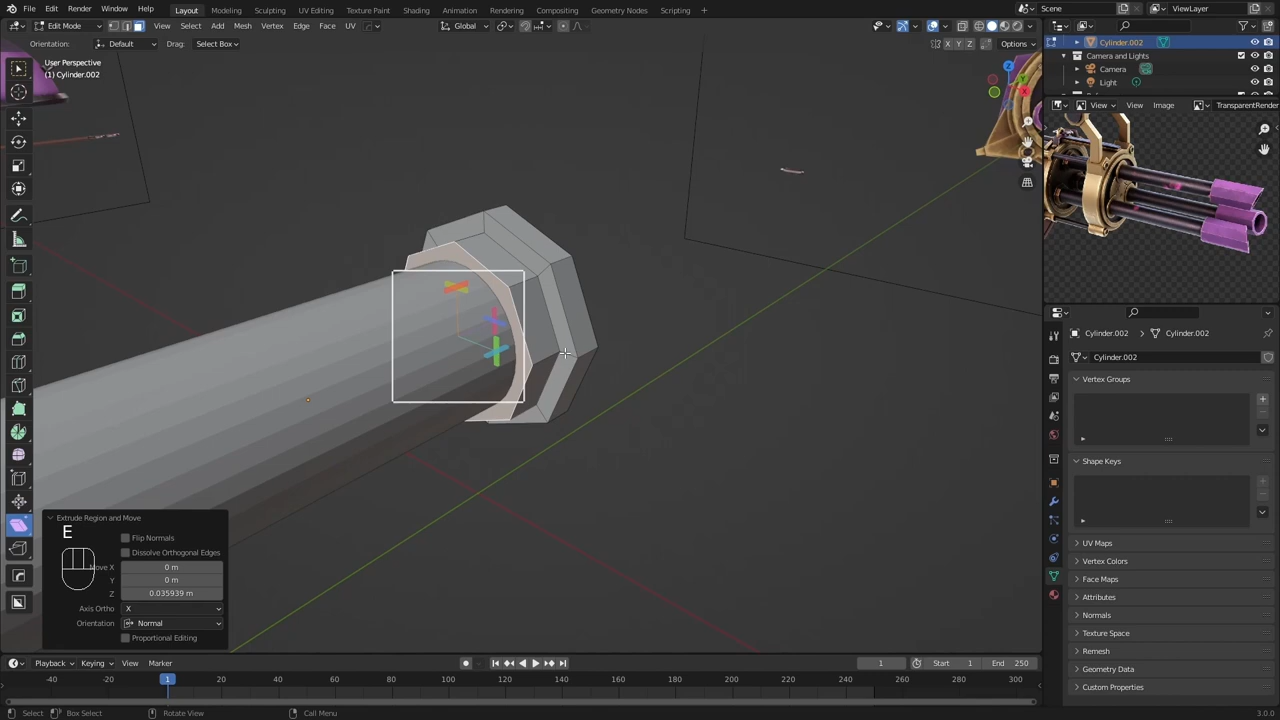 File Edit Render Window Help Layout Modeling Sculpting UV Editing Texture Paint Shading Animation Rendering Compositing Geometry Nodes Scripting + Scene ViewLayer
Edit Mode View Select Add Mesh Vertex Edge Face UV Global
Orientation: Default Drag: Select Box X Y Z Options
User Perspective
(1) Cylinder.002
Cylinder.002
Camera and Lights
Camera
Light
View View Image TransparentRender
Cylinder.002 Cylinder.002
Cylinder.002
Vertex Groups
Shape Keys
UV Maps
Vertex Colors
Face Maps
Attributes
Normals
Texture Space
Remesh
Geometry Data
Custom Properties
Extrude Region and Move
E
Flip Normals
Dissolve Orthogonal Edges
Move X 0 m
Y 0 m
Z 0.035939 m
Axis Ortho X
Orientation Normal
Proportional Editing
Playback Keying View Marker 1 Start 1 End 250
-40 -20 1 20 40 60 80 100 120 140 160 180 200 220 240 260 280 300
Select Box Select Rotate View Call Menu 3.0.0